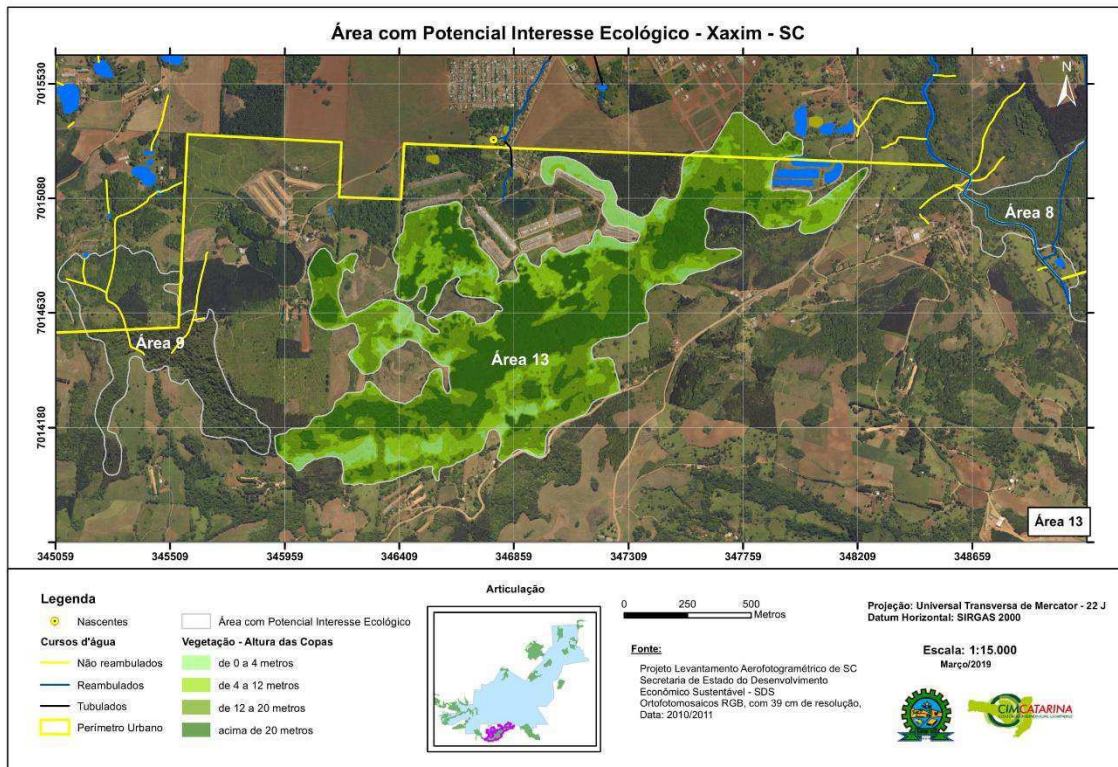 Área com Potencial Interesse Ecológico - Xaxim - SC
7015530
7015080
7014630
7014180
N
Área 8
Área 9
Área 13
Área 13
345059
345509
345959
346409
346859
347309
347759
348209
348659
Legenda
Nascentes
Cursos d'água
Não reambulados
Reambulados
Tubulados
Perímetro Urbano
Área com Potencial Interesse Ecológico
Vegetação - Altura das Copas
de 0 a 4 metros
de 4 a 12 metros
de 12 a 20 metros
acima de 20 metros
Articulação
0 250 500
Metros
Fonte:
Projeto Levantamento Aerofotogramétrico de SC
Secretaria de Estado do Desenvolvimento
Econômico Sustentável - SDS
Ortofotomosaicos RGB, com 39 cm de resolução,
Data: 2010/2011
Projeção: Universal Transversa de Mercator - 22 J
Datum Horizontal: SIRGAS 2000
Escala: 1:15.000
Março/2019
CIMCATARINA